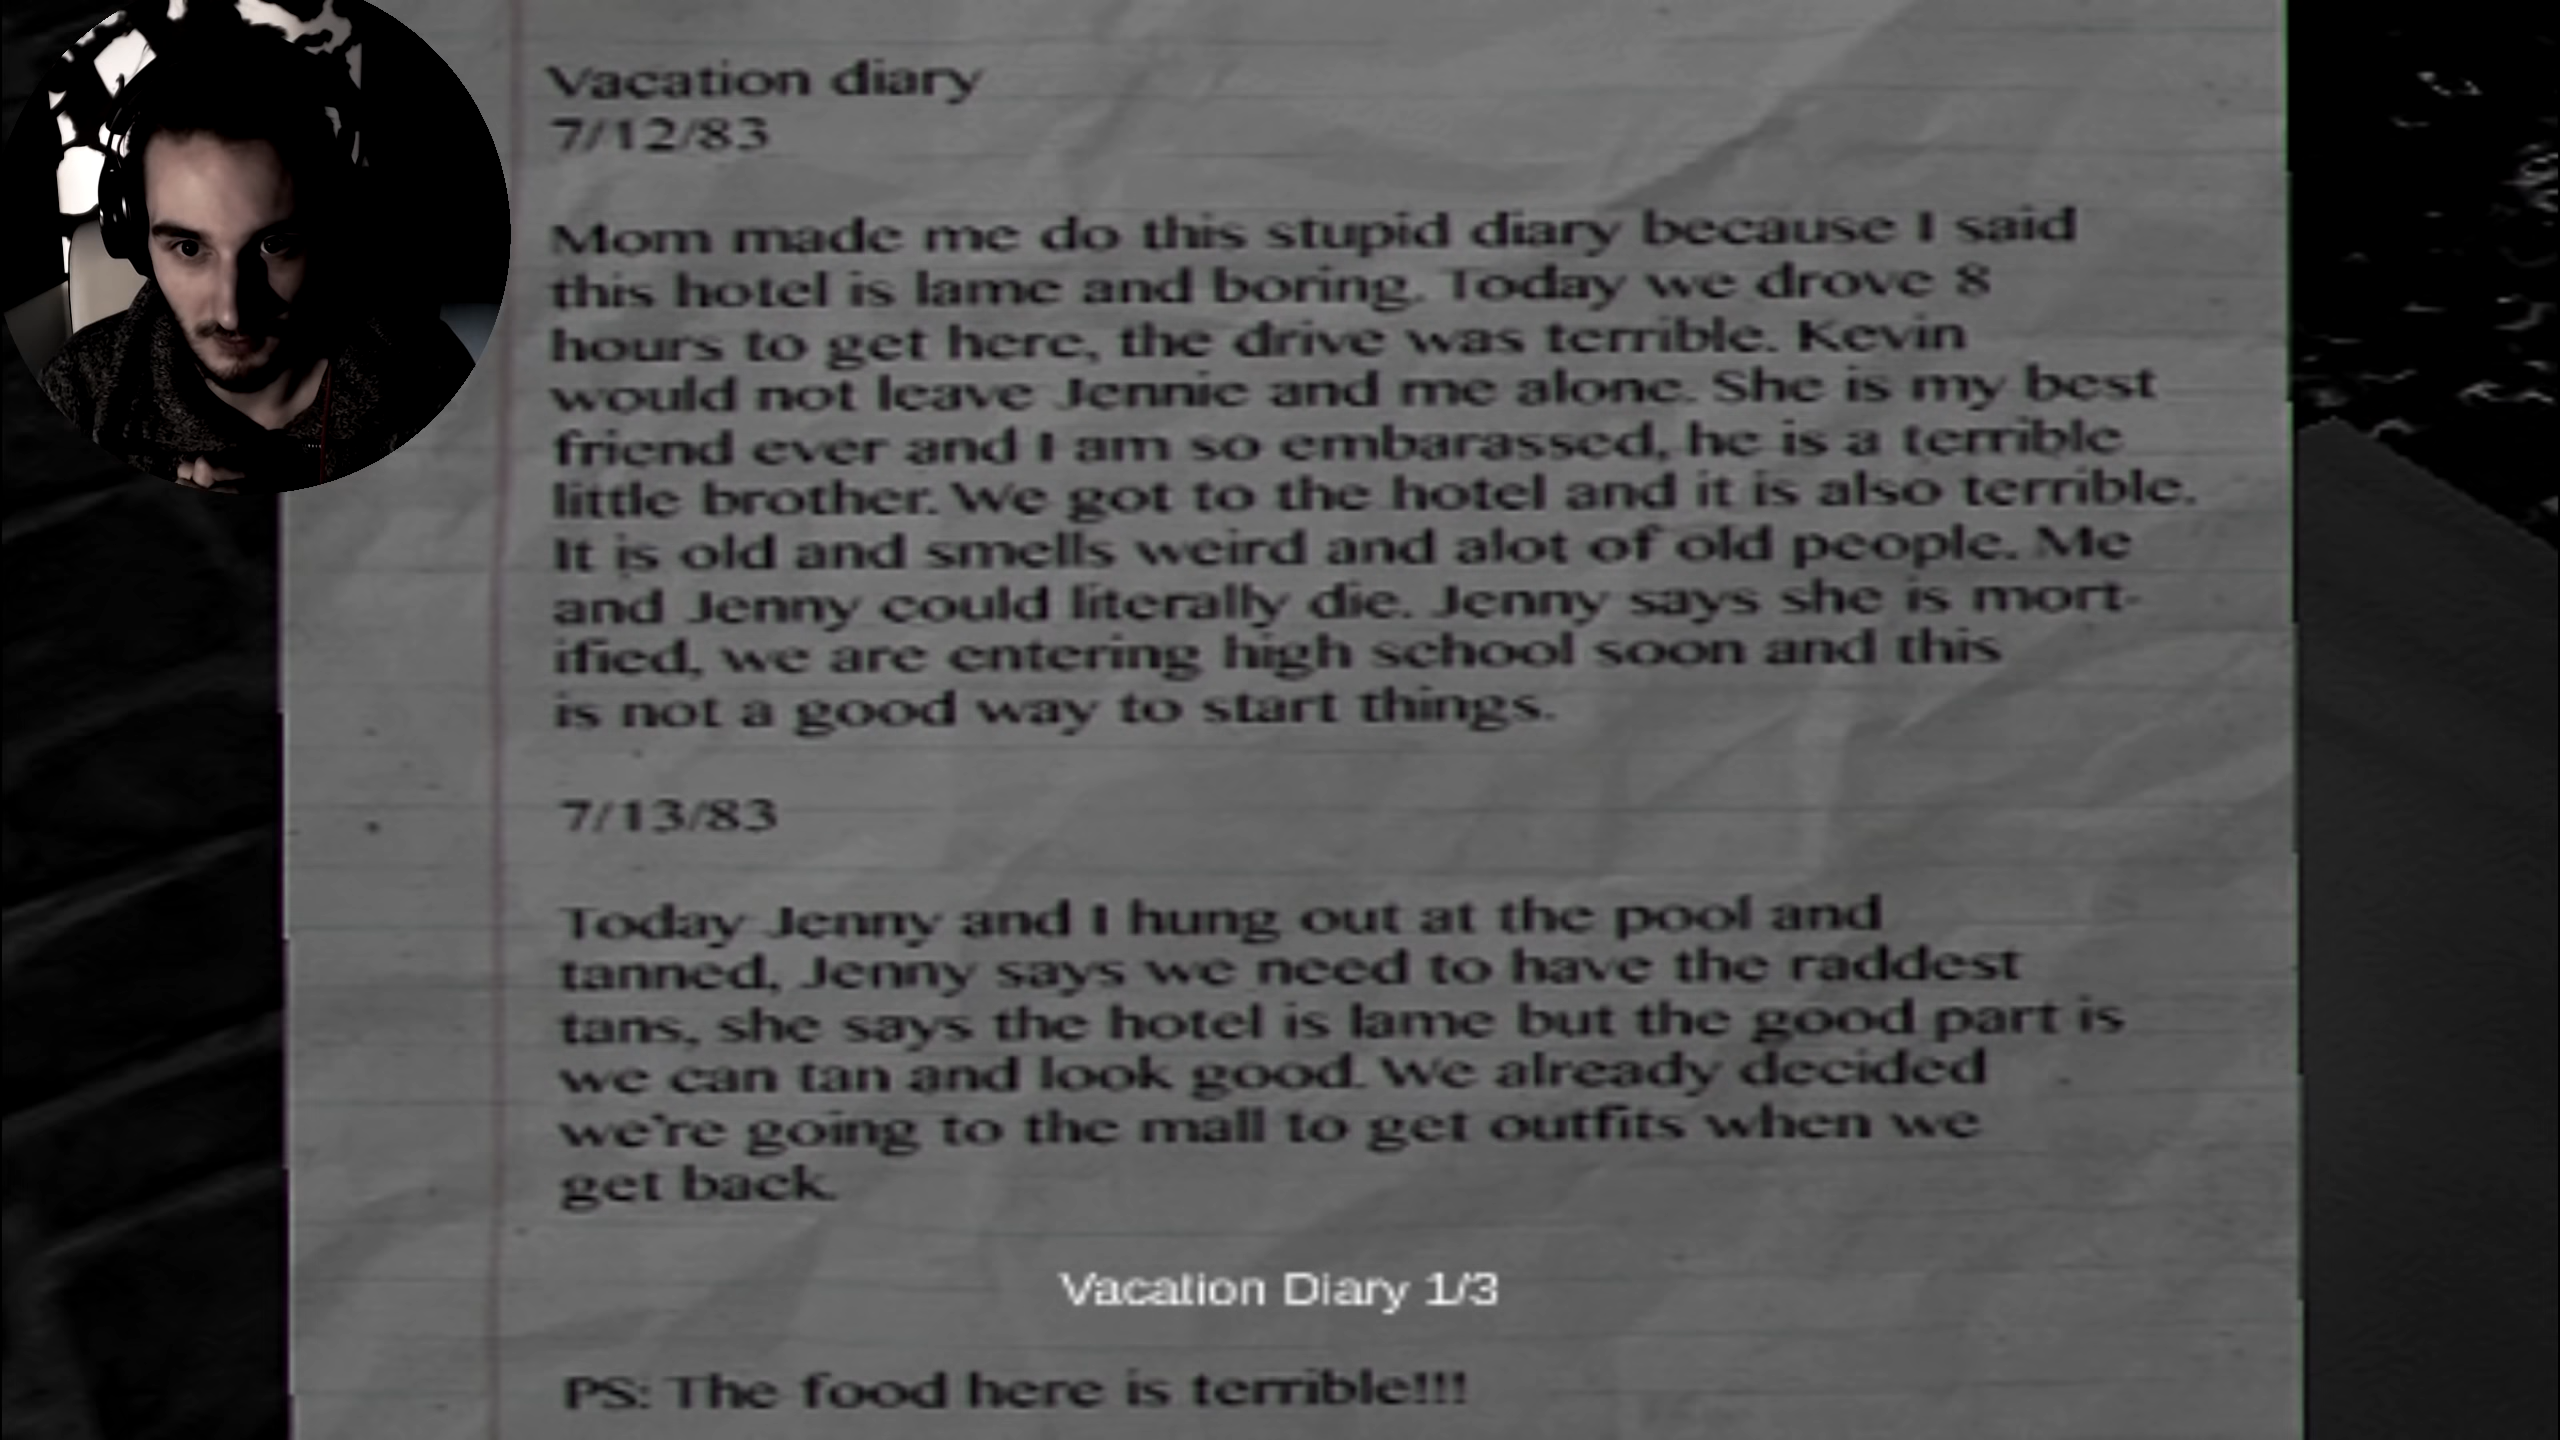 Vacation diary
7/12/83
Mom made me do this stupid diary because I said
this hotel is lame and boring. Today we drove 8
hours to get here, the drive was terrible. Kevin
would not leave Jennie and me alone. She is my best
friend ever and I am so embarassed, he is a terrible
little brother. We got to the hotel and it is also terrible.
It is old and smells weird and alot of old people. Me
and Jenny could literally die. Jenny says she is mort-
ified, we are entering high school soon and this
is not a good way to start things.
7/13/83
Today Jenny and I hung out at the pool and
tanned, Jenny says we need to have the raddest
tans, she says the hotel is lame but the good part is
we can tan and look good. We already decided
we're going to the mall to get outfits when we
get back.
Vacation Diary 1/3
PS: The food here is terrible!!!